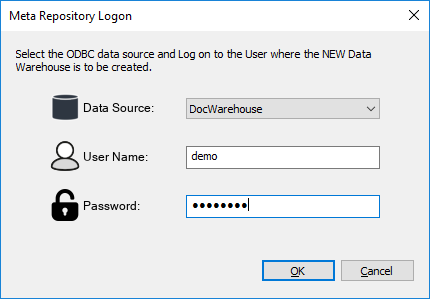 Meta Repository Logon
Select the ODBC data source and Log on to the User where the NEW Data
Warehouse is to be created.
Data Source: DocWarehouse
User Name: demo
Password: ••••••••
OK Cancel